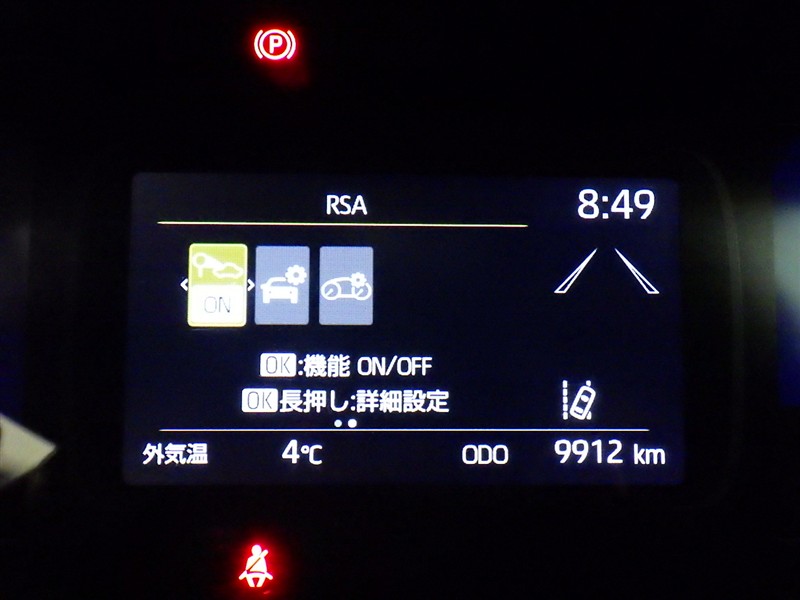 P
RSA
8:49
ON
OK:機能 ON/OFF
OK長押し:詳細設定
外気温 4℃ ODO 9912 km